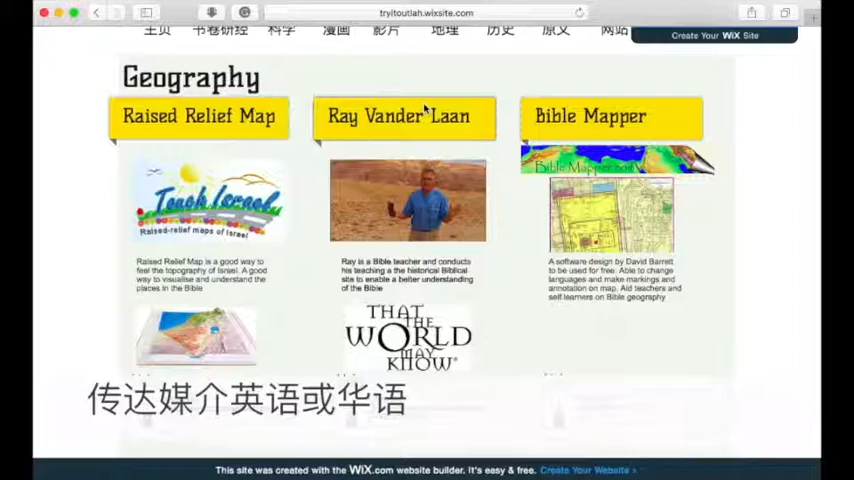 tryitoutlah.wixsite.com
主页 书卷研经 科学 漫画 影片 地理 历史 原文 网站
Create Your WiX Site
Geography
Raised Relief Map
Ray Vander Laan
Bible Mapper
Touch Israel
Raised-relief maps of Israel
Bible Mapper.com
Raised Relief Map is a good way to
feel the topography of Israel. A good
way to visualise and understand the
places in the Bible
Ray is a Bible teacher and conducts
his teaching a the historical Biblical
site to enable a better understanding
of the Bible
A software design by David Barrett
to be used for free. Able to change
languages and make markings and
annotation on map. Aid teachers and
self learners on Bible geography
THAT
THE
WORLD
MAY
KNOW®
传达媒介英语或华语
This site was created with the WiX.com website builder. It's easy & free. Create Your Website >